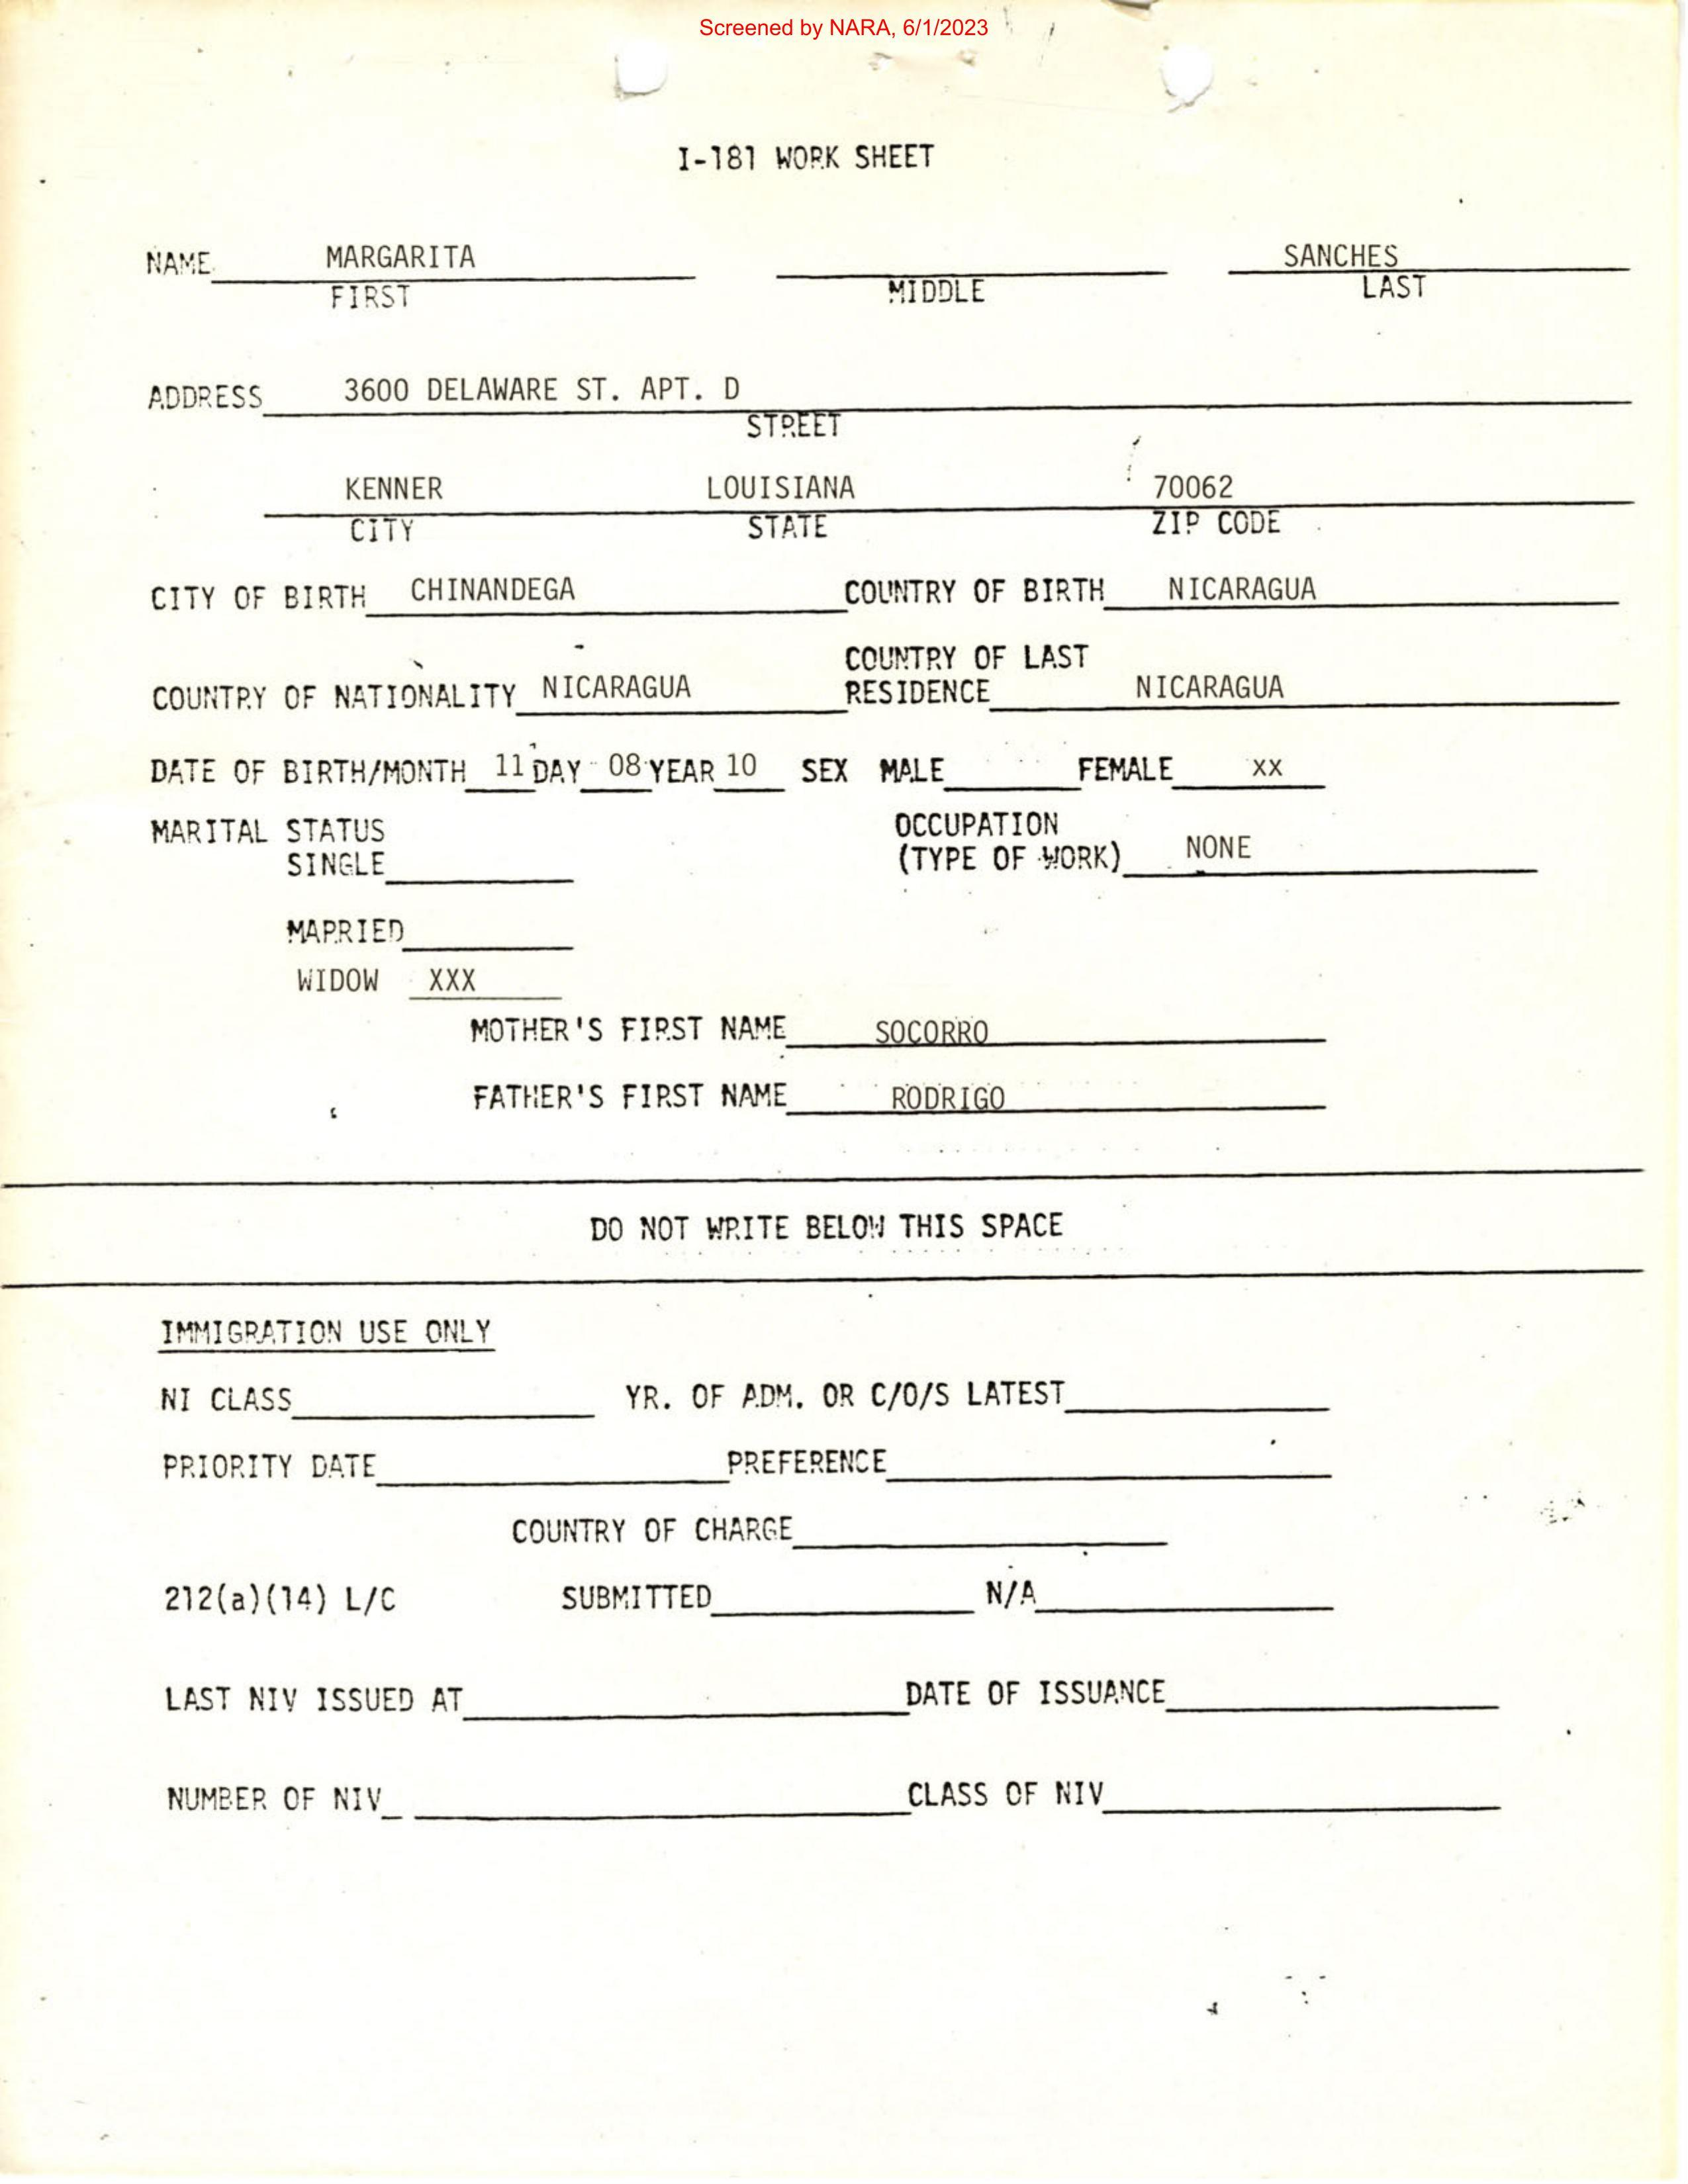 Screened by NARA, 6/1/2023
I-181 WORK SHEET
NAME MARGARITA SANCHES
FIRST MIDDLE LAST
ADDRESS 3600 DELAWARE ST. APT. D
STREET
KENNER LOUISIANA 70062
CITY STATE ZIP CODE
CITY OF BIRTH CHINANDEGA COUNTRY OF BIRTH NICARAGUA
COUNTRY OF LAST
COUNTRY OF NATIONALITY NICARAGUA RESIDENCE NICARAGUA
DATE OF BIRTH/MONTH 11 DAY 08 YEAR 10 SEX MALE FEMALE XX
MARITAL STATUS OCCUPATION
SINGLE (TYPE OF WORK) NONE
MARRIED
WIDOW XXX
MOTHER'S FIRST NAME SOCORRO
FATHER'S FIRST NAME RODRIGO
DO NOT WRITE BELOW THIS SPACE
IMMIGRATION USE ONLY
NI CLASS YR. OF ADM. OR C/O/S LATEST
PRIORITY DATE PREFERENCE
COUNTRY OF CHARGE
212(a)(14) L/C SUBMITTED N/A
LAST NIV ISSUED AT DATE OF ISSUANCE
NUMBER OF NIV CLASS OF NIV